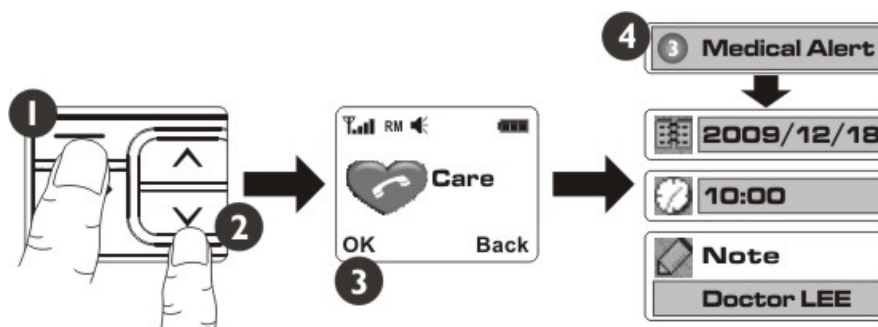 1
2
RM
Care
OK Back
3
4
3 Medical Alert
2009/12/18
10:00
Note
Doctor LEE